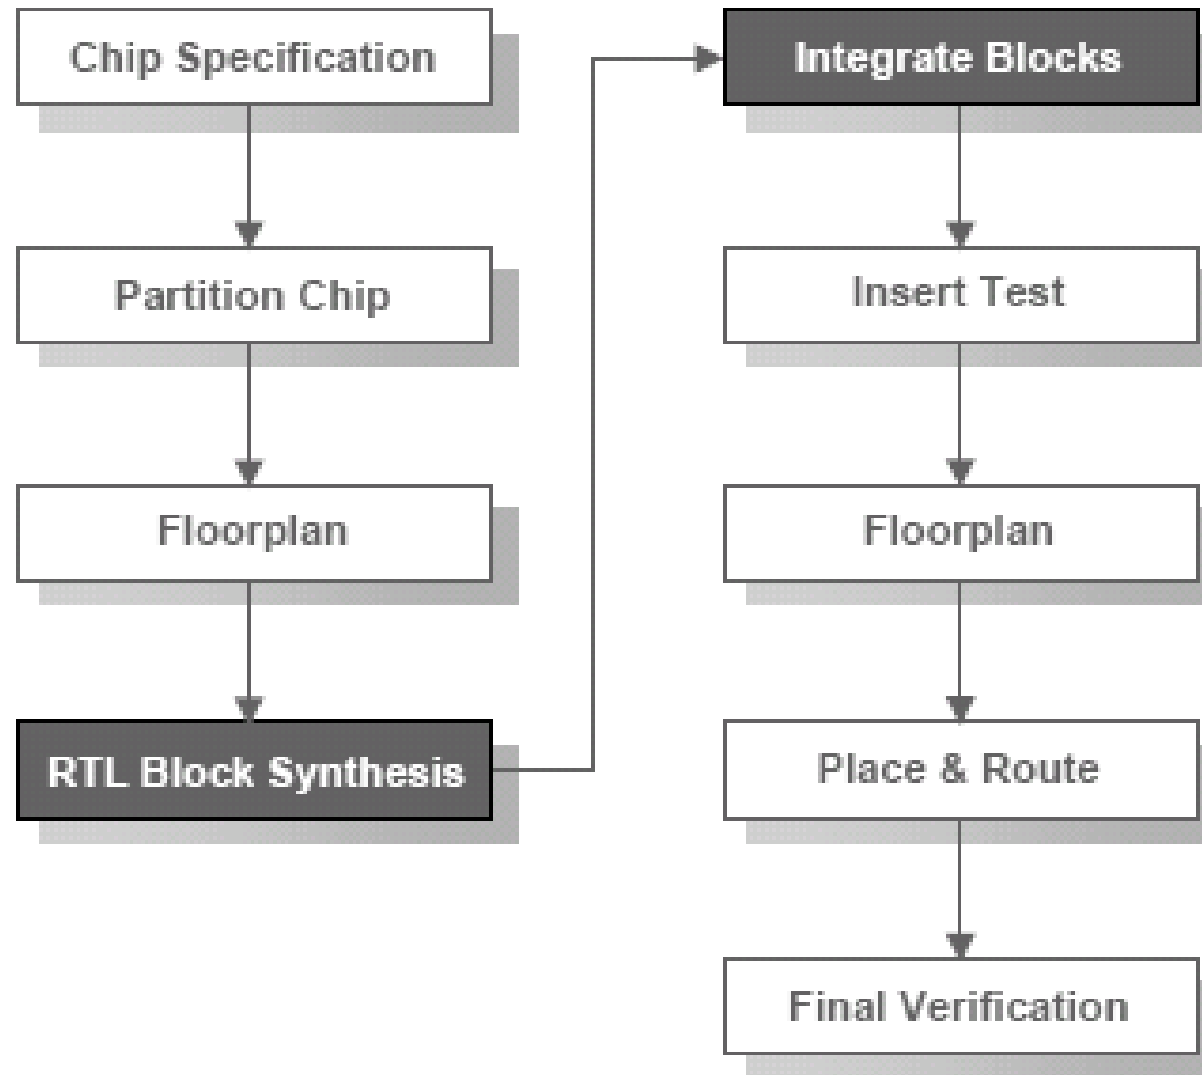 Chip Specification
Partition Chip
Floorplan
RTL Block Synthesis
Integrate Blocks
Insert Test
Floorplan
Place & Route
Final Verification